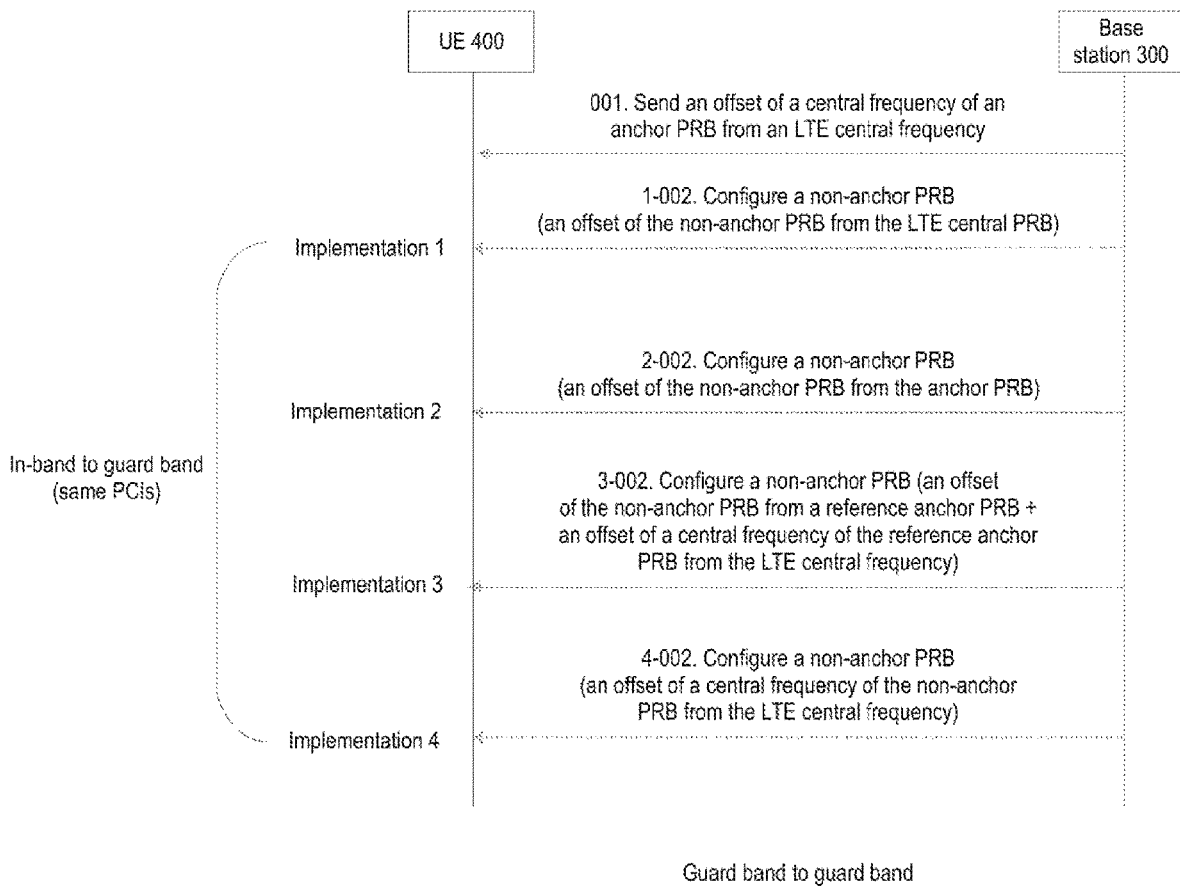 UE 400
Base
station 300
001. Send an offset of a central frequency of an
anchor PRB from an LTE central frequency
1-002. Configure a non-anchor PRB
(an offset of the non-anchor PRB from the LTE central PRB)
Implementation 1
2-002. Configure a non-anchor PRB
(an offset of the non-anchor PRB from the anchor PRB)
Implementation 2
In-band to guard band
(same PCIs)
3-002. Configure a non-anchor PRB (an offset
of the non-anchor PRB from a reference anchor PRB +
an offset of a central frequency of the reference anchor
PRB from the LTE central frequency)
Implementation 3
4-002. Configure a non-anchor PRB
(an offset of a central frequency of the non-anchor
PRB from the LTE central frequency)
Implementation 4
Guard band to guard band